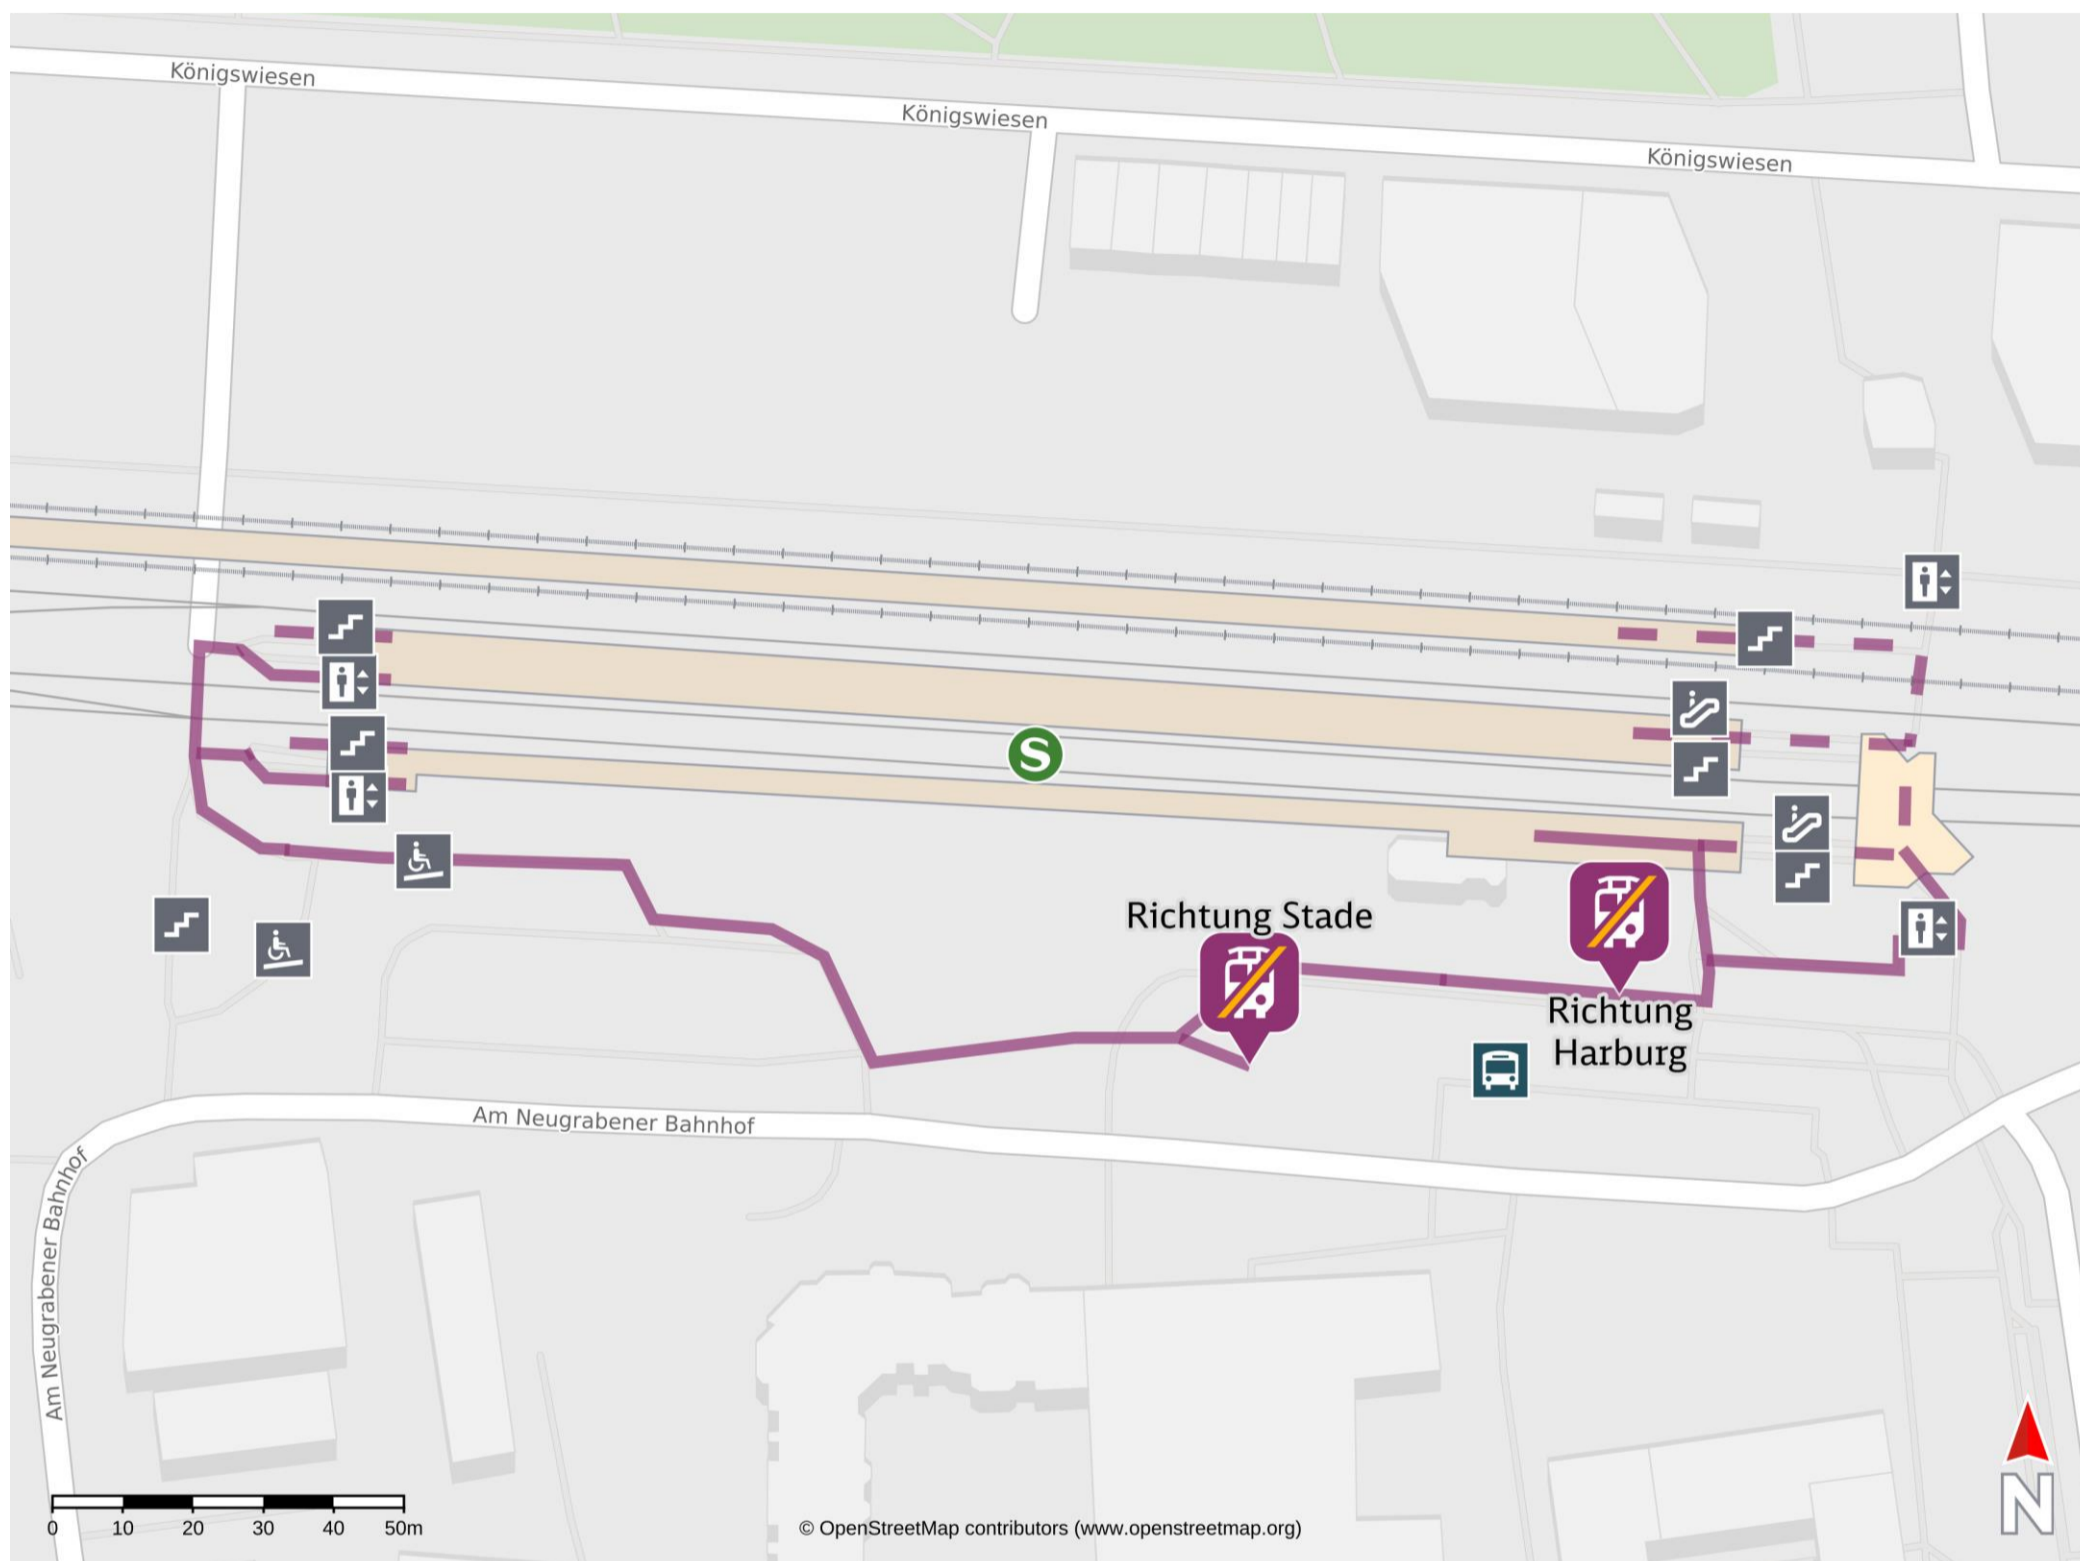 Königswiesen
Königswiesen
Königswiesen
S
Richtung Stade
Richtung
Harburg
Am Neugrabener Bahnhof
Am Neugrabener Bahnhof
0 10 20 30 40 50m
© OpenStreetMap contributors (www.openstreetmap.org)
N